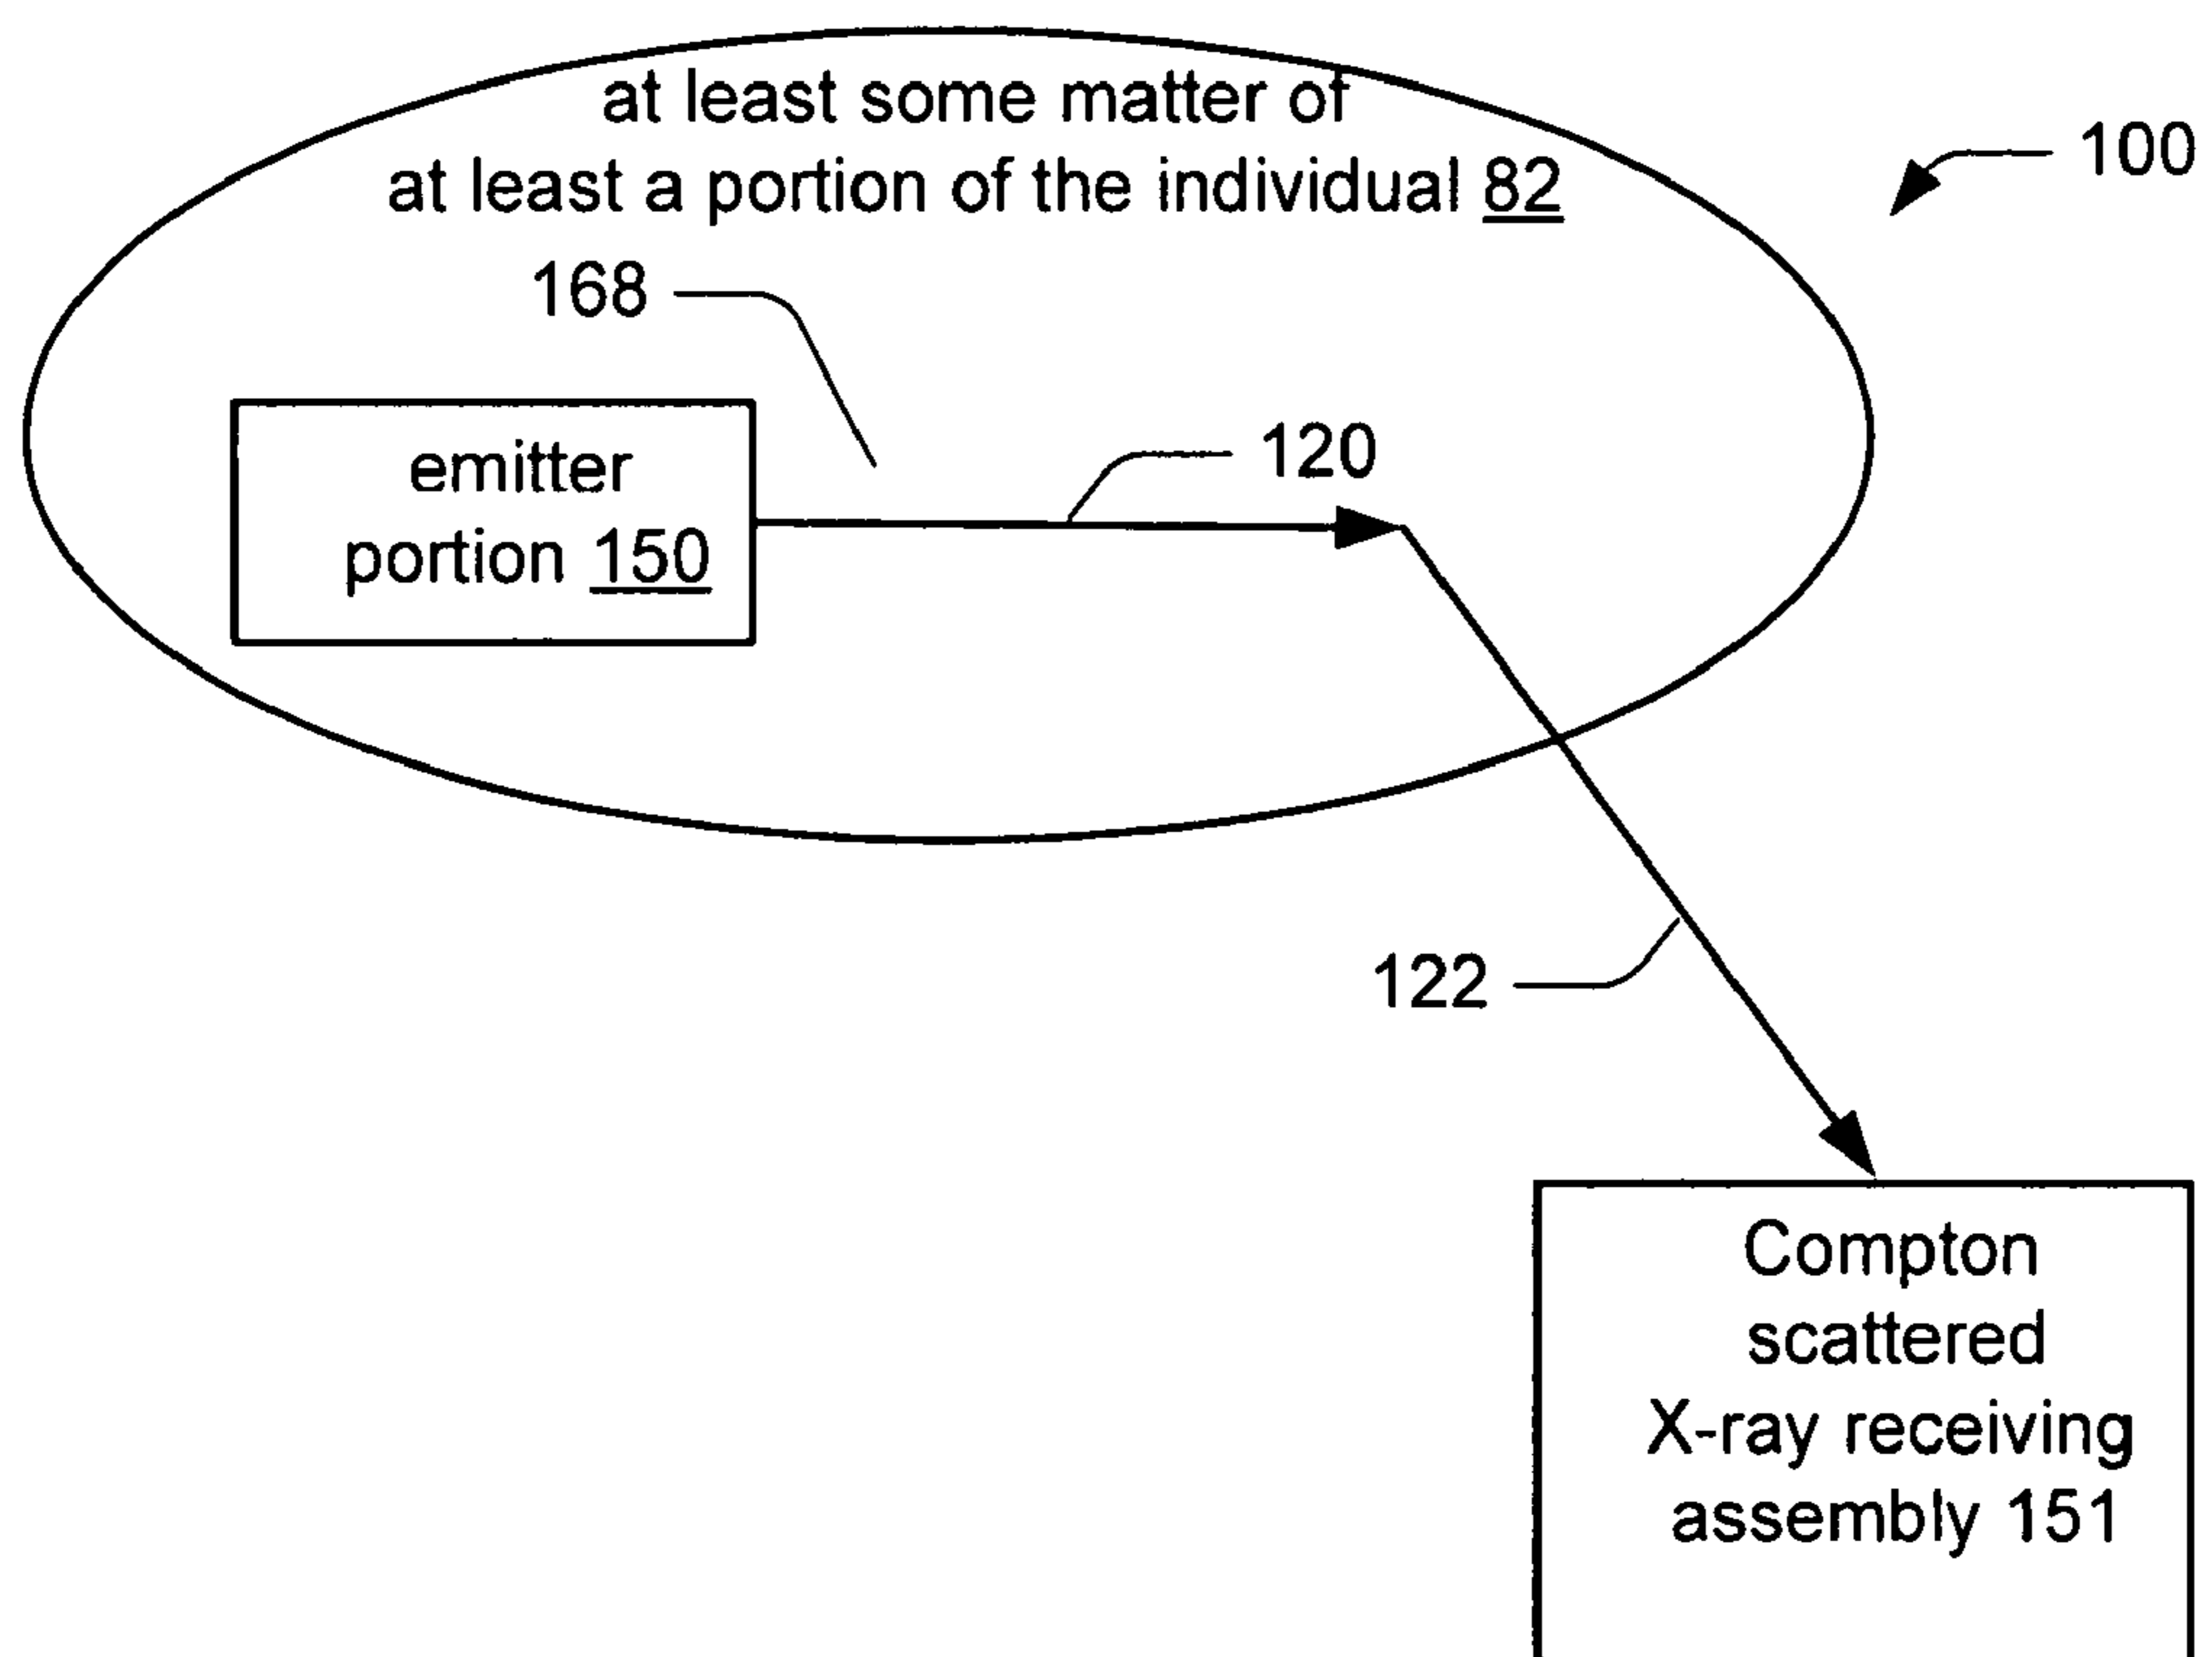 at least some matter of
at least a portion of the individual 82
100
168
120
emitter
portion 150
122
Compton
scattered
X-ray receiving
assembly 151